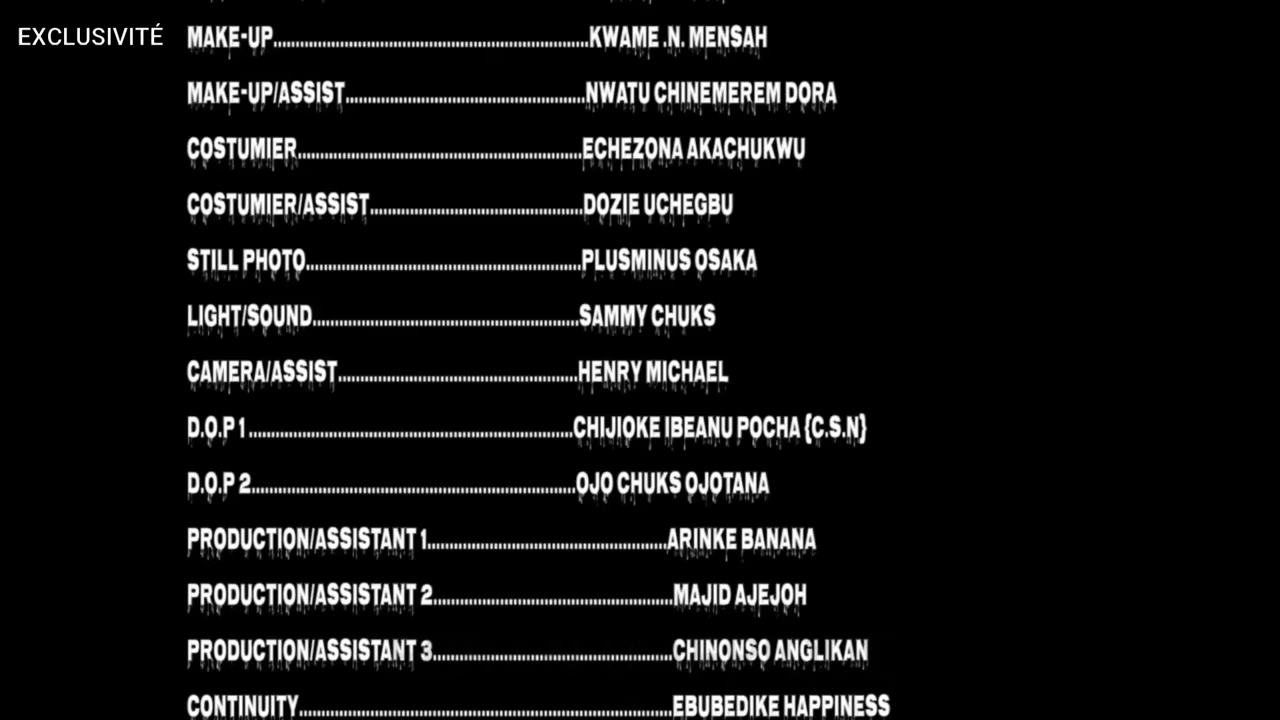 EXCLUSIVITÉ
MAKE-UP......................................................................KWAME .N. MENSAH
MAKE-UP/ASSIST.....................................................NWATU CHINEMEREM DORA
COSTUMIER...............................................................ECHEZONA AKACHUKWU
COSTUMIER/ASSIST...............................................DOZIE UCHEGBU
STILL PHOTO.............................................................PLUSMINUS OSAKA
LIGHT/SOUND...........................................................SAMMY CHUKS
CAMERA/ASSIST.....................................................HENRY MICHAEL
D.O.P 1........................................................................CHIJIOKE IBEANU POCHA {C.S.N}
D.O.P 2........................................................................OJO CHUKS OJOTANA
PRODUCTION/ASSISTANT 1.....................................................ARINKE BANANA
PRODUCTION/ASSISTANT 2.....................................................MAJID AJEJOH
PRODUCTION/ASSISTANT 3.....................................................CHINONSO ANGLIKAN
CONTINUITY...................................................................................EBUBEDIKE HAPPINESS